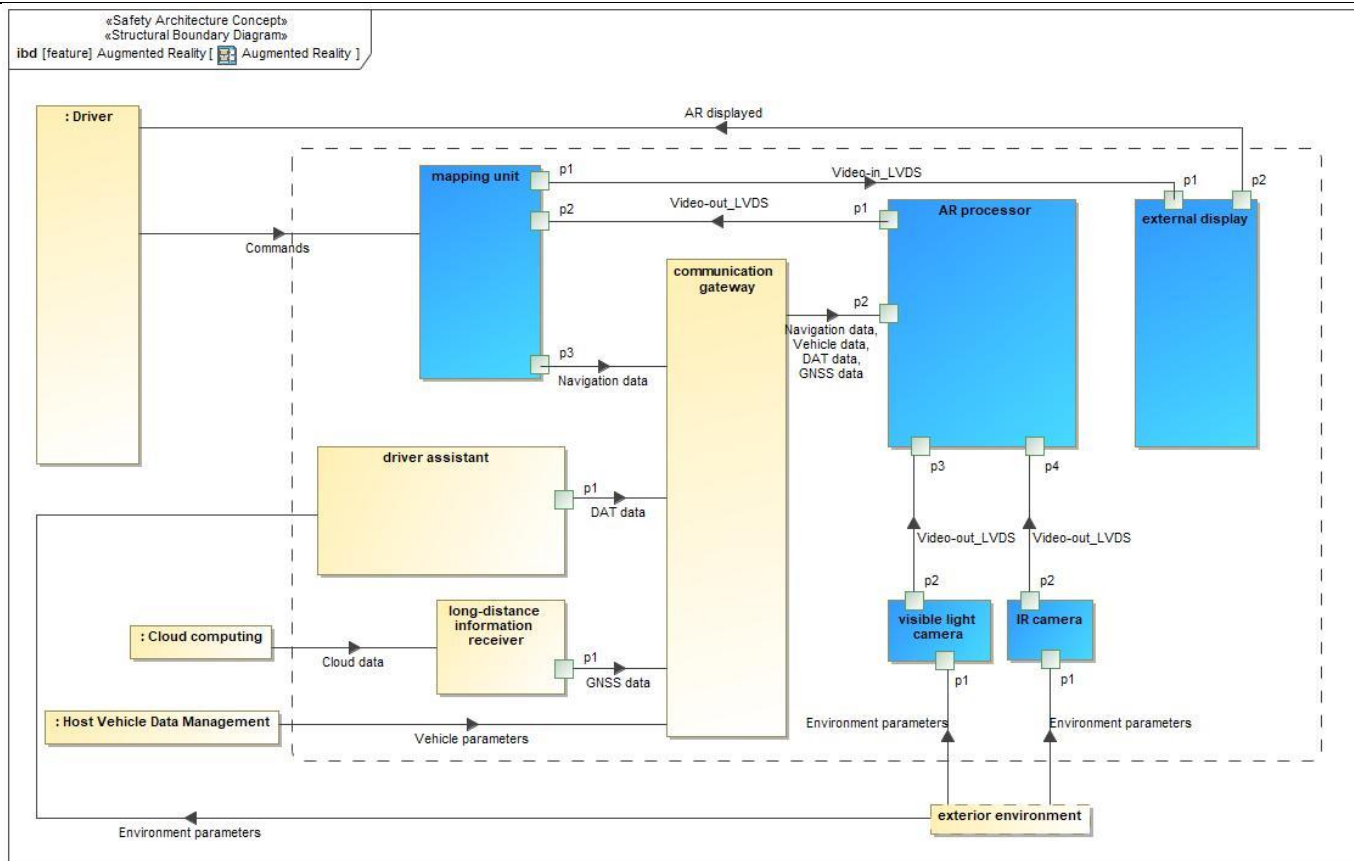 «Safety Architecture Concept»
«Structural Boundary Diagram»
ibd [feature] Augmented Reality [ Augmented Reality ]
: Driver
AR displayed
mapping unit
p1
Video-in_LVDS
p1
p2
p2
Video-out_LVDS
p1
AR processor
external display
Commands
communication
gateway
p2
Navigation data,
Vehicle data,
DAT data,
GNSS data
p3
Navigation data
driver assistant
p1
DAT data
p3
p4
Video-out_LVDS
Video-out_LVDS
p2
p2
long-distance
information
receiver
visible light
camera
IR camera
: Cloud computing
Cloud data
p1
GNSS data
p1
p1
: Host Vehicle Data Management
Vehicle parameters
Environment parameters
Environment parameters
exterior environment
Environment parameters